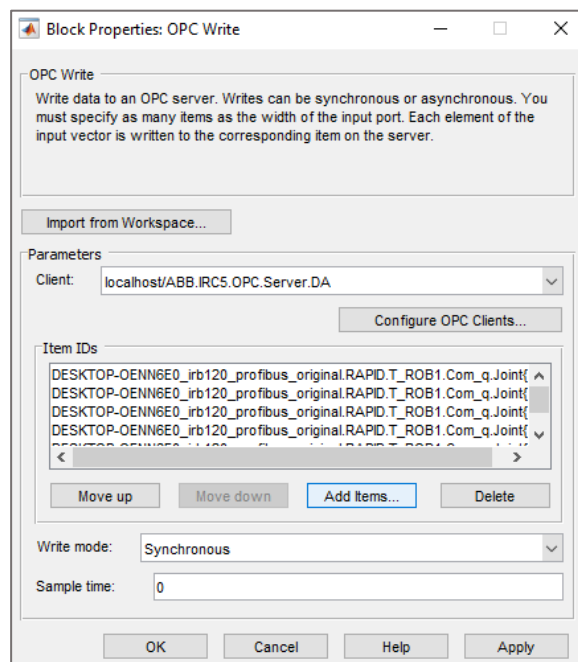 Block Properties: OPC Write
OPC Write
Write data to an OPC server. Writes can be synchronous or asynchronous. You
must specify as many items as the width of the input port. Each element of the
input vector is written to the corresponding item on the server.
Import from Workspace...
Parameters
Client: localhost/ABB.IRC5.OPC.Server.DA
Configure OPC Clients...
Item IDs
DESKTOP-OENN6E0_irb120_profibus_original.RAPID.T_ROB1.Com_q.Joint{
DESKTOP-OENN6E0_irb120_profibus_original.RAPID.T_ROB1.Com_q.Joint{
DESKTOP-OENN6E0_irb120_profibus_original.RAPID.T_ROB1.Com_q.Joint{
DESKTOP-OENN6E0_irb120_profibus_original.RAPID.T_ROB1.Com_q.Joint{
Move up Move down Add Items... Delete
Write mode: Synchronous
Sample time: 0
OK Cancel Help Apply